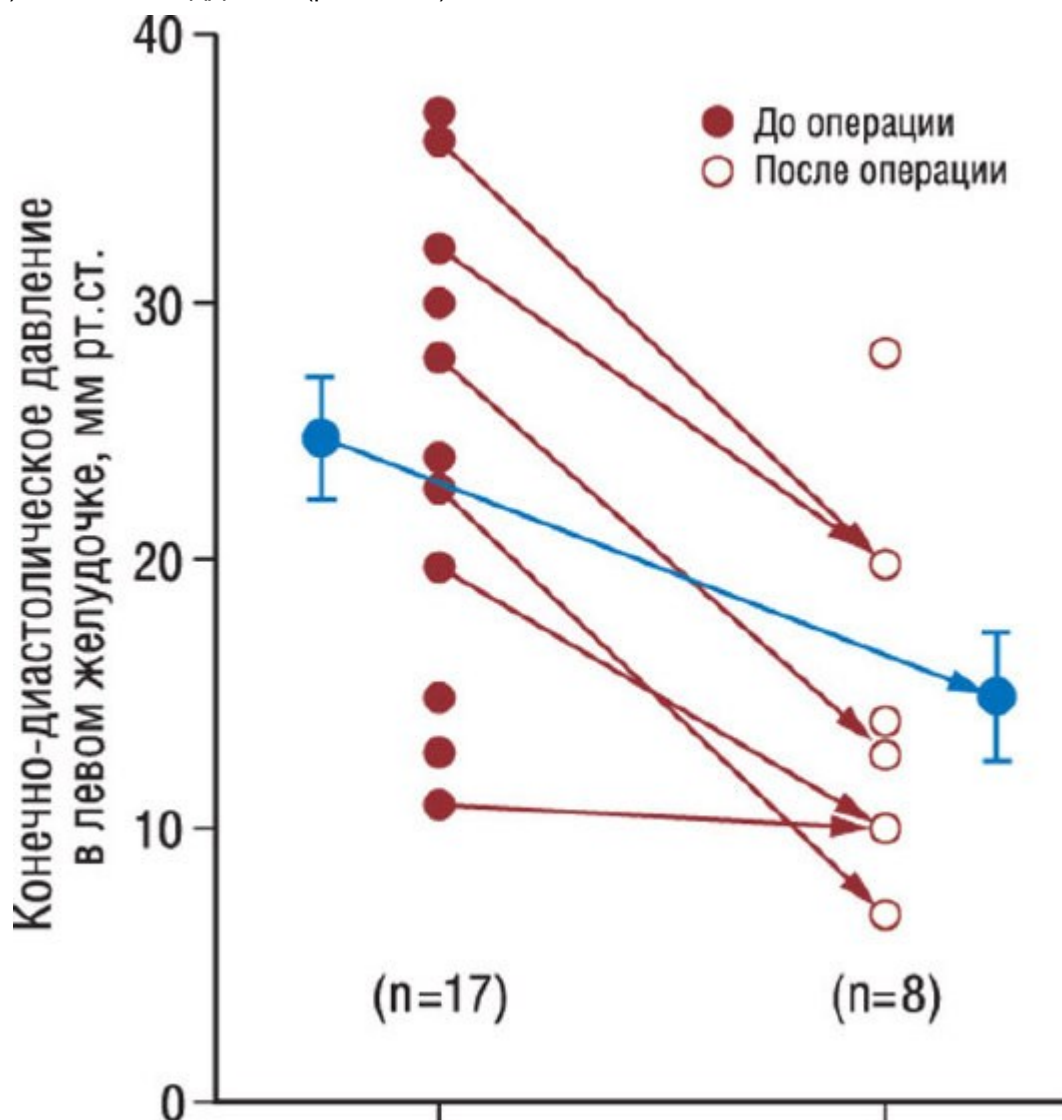 40
30
20
10
0
Конечно-диастолическое давление
в левом желудочке, мм рт.ст.
До операции
После операции
(n=17)
(n=8)